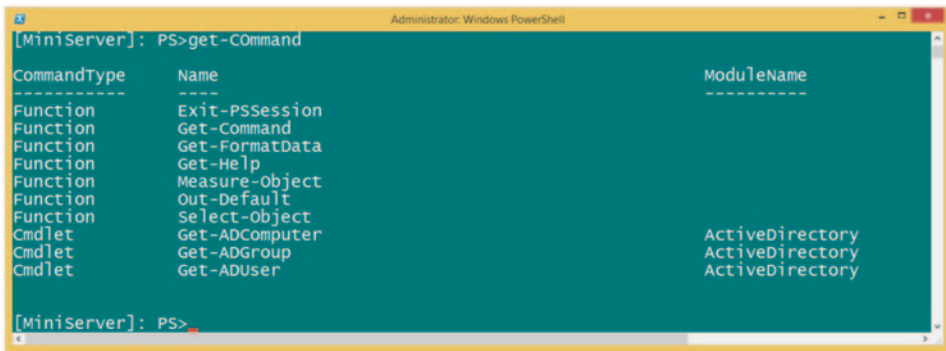 Administrator: Windows PowerShell
[MiniServer]: PS>get-COmmand
CommandType Name ModuleName
----------- ---- ----------
Function Exit-PSSession
Function Get-Command
Function Get-FormatData
Function Get-Help
Function Measure-Object
Function Out-Default
Function Select-Object
Cmdlet Get-ADComputer ActiveDirectory
Cmdlet Get-ADGroup ActiveDirectory
Cmdlet Get-ADUser ActiveDirectory
[MiniServer]: PS>_